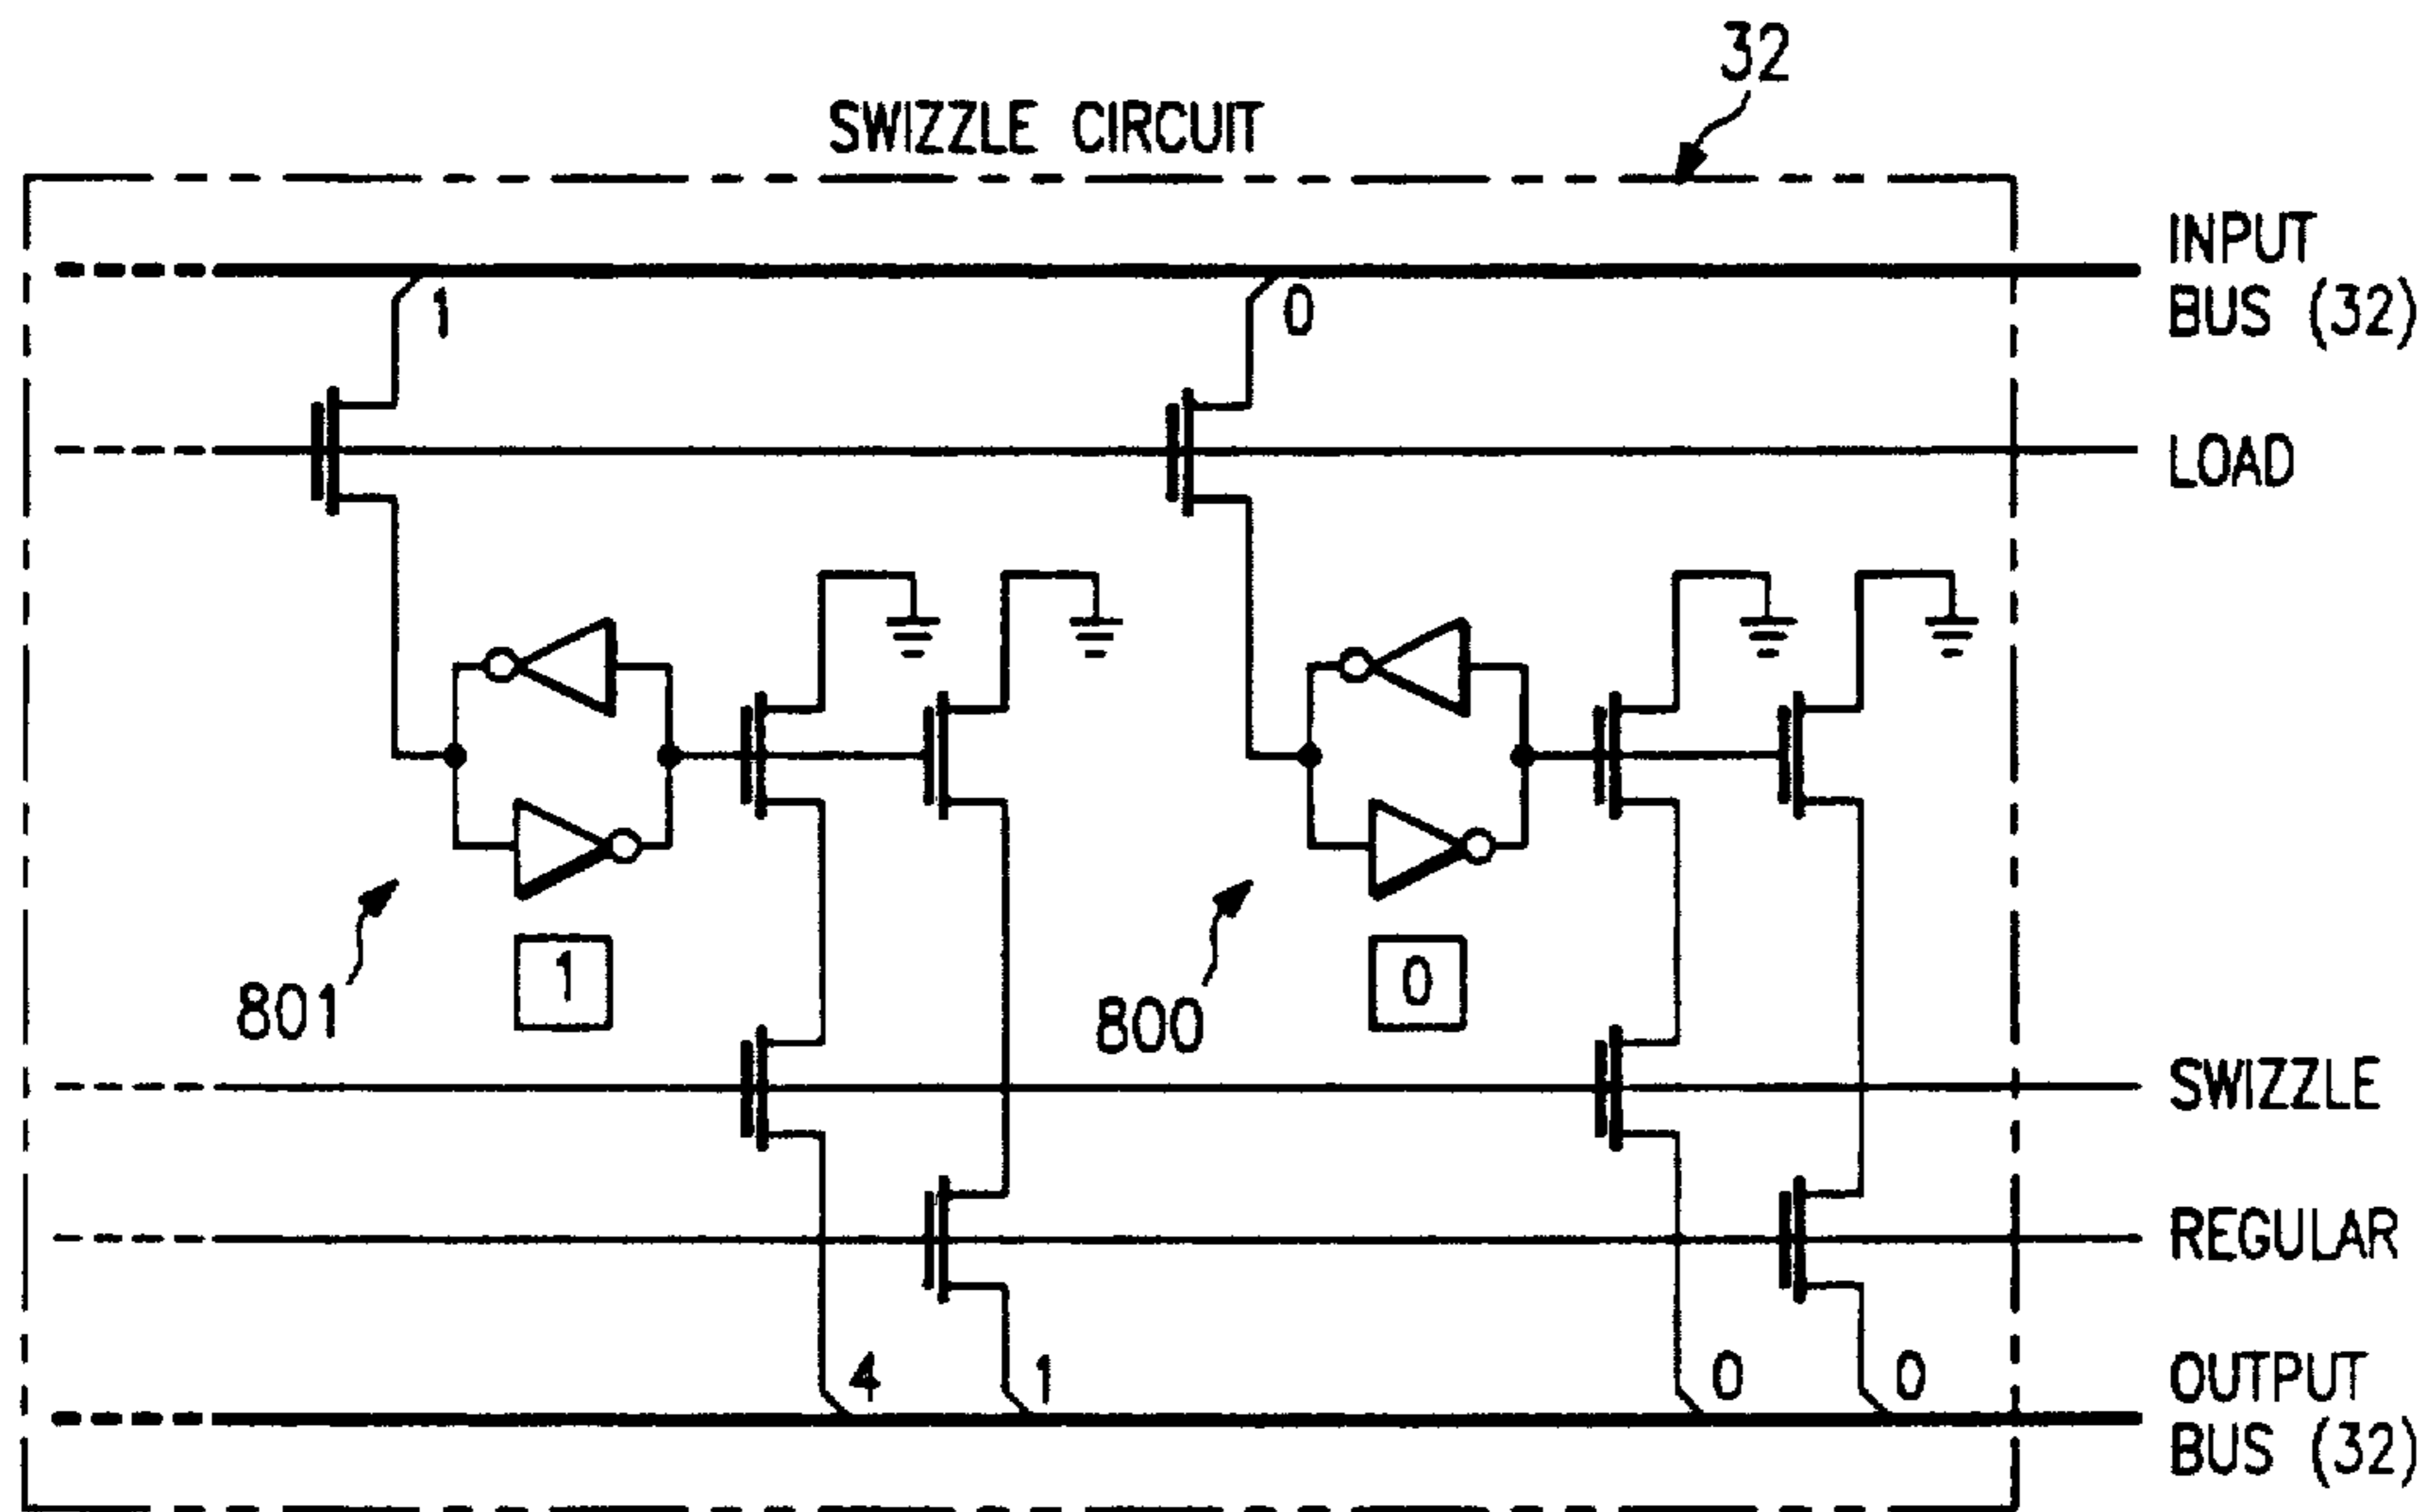 32
SWIZZLE CIRCUIT
INPUT
BUS (32)
1
0
LOAD
801
1
800
0
SWIZZLE
REGULAR
4
1
0
0
OUTPUT
BUS (32)